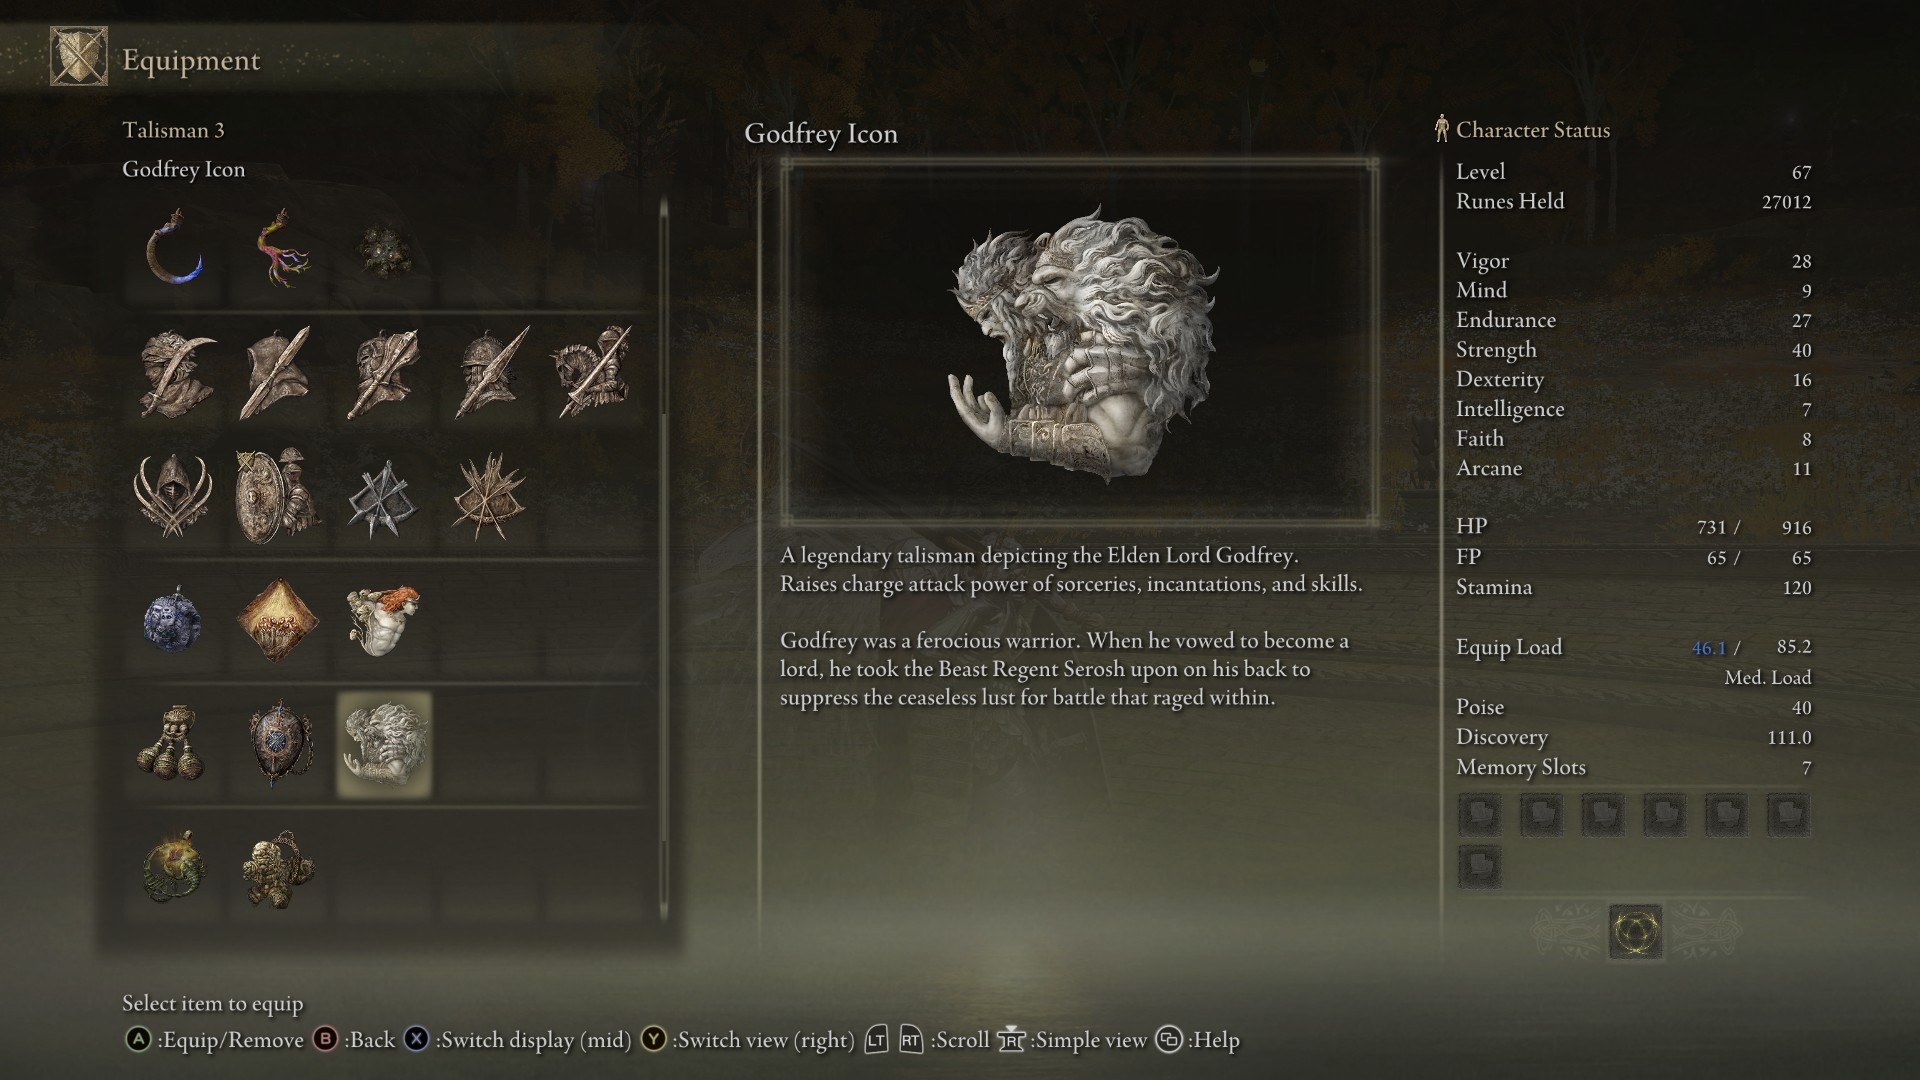 Equipment
Talisman 3
Godfrey Icon
Godfrey Icon
A legendary talisman depicting the Elden Lord Godfrey.
Raises charge attack power of sorceries, incantations, and skills.
Godfrey was a ferocious warrior. When he vowed to become a
lord, he took the Beast Regent Serosh upon on his back to
suppress the ceaseless lust for battle that raged within.
Character Status
Level 67
Runes Held 27012
Vigor 28
Mind 9
Endurance 27
Strength 40
Dexterity 16
Intelligence 7
Faith 8
Arcane 11
HP 731 / 916
FP 65 / 65
Stamina 120
Equip Load 46.1 / 85.2
Med. Load
Poise 40
Discovery 111.0
Memory Slots 7
Select item to equip
A :Equip/Remove B :Back X :Switch display (mid) Y :Switch view (right) LT RT :Scroll R :Simple view :Help